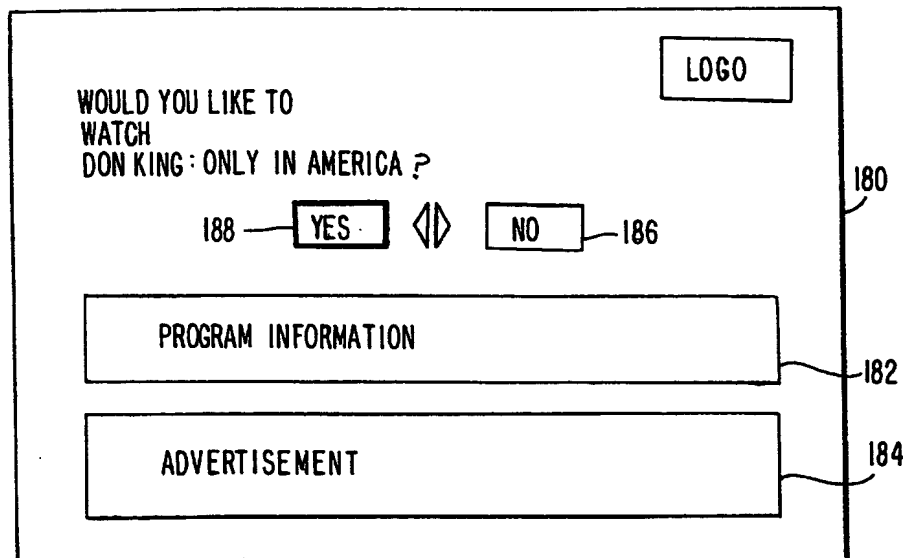 LOGO
WOULD YOU LIKE TO
WATCH
DON KING: ONLY IN AMERICA?
180
188 YES NO 186
PROGRAM INFORMATION
182
ADVERTISEMENT
184